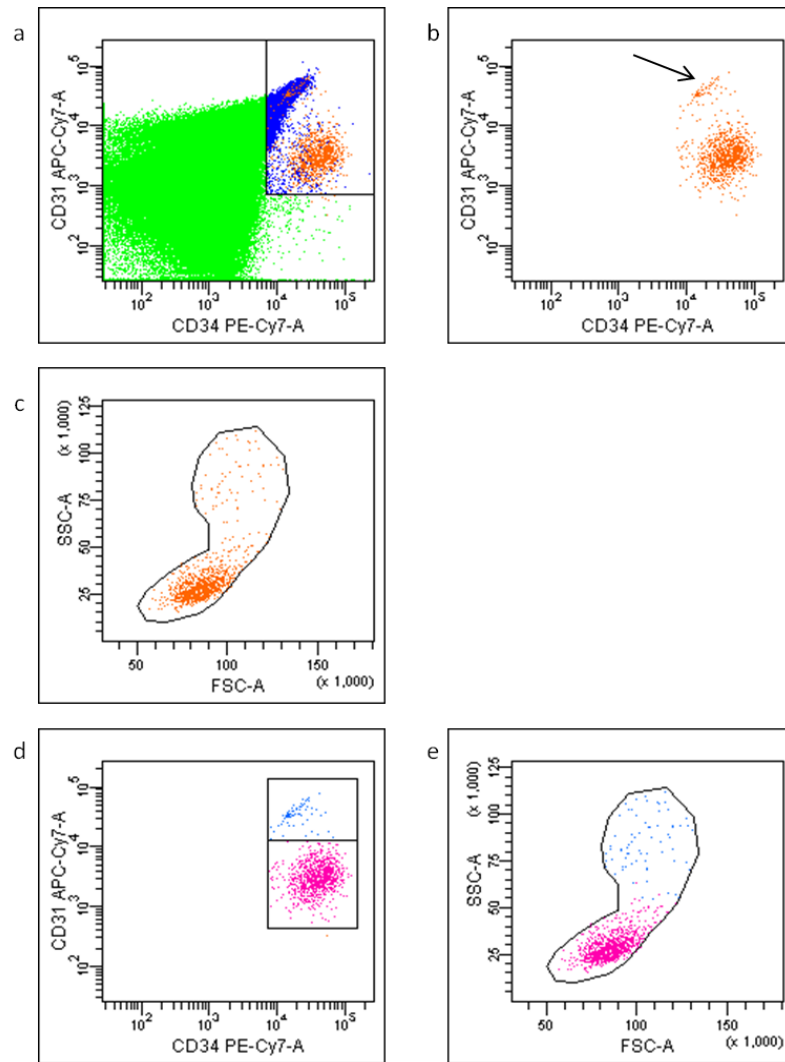 a
CD31 APC-Cy7-A
10^5
10^4
10^3
10^2
10^2 10^3 10^4 10^5
CD34 PE-Cy7-A
b
CD31 APC-Cy7-A
10^5
10^4
10^3
10^2
10^2 10^3 10^4 10^5
CD34 PE-Cy7-A
c
SSC-A
(x 1,000)
125
100
75
50
25
50 100 150
FSC-A
(x 1,000)
d
CD31 APC-Cy7-A
10^5
10^4
10^3
10^2
10^2 10^3 10^4 10^5
CD34 PE-Cy7-A
e
SSC-A
(x 1,000)
125
100
75
50
25
50 100 150
FSC-A
(x 1,000)